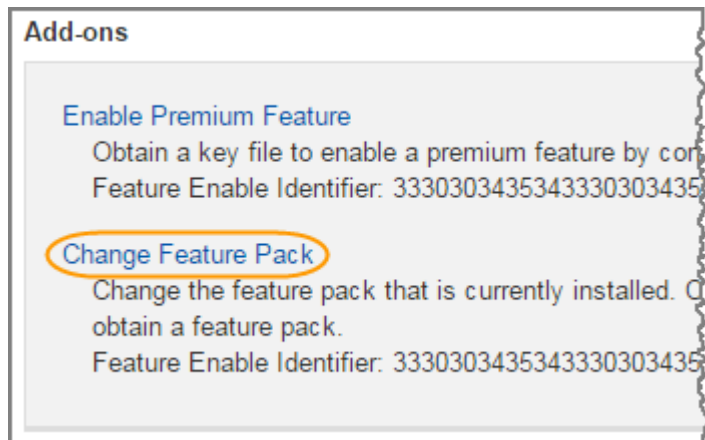 Add-ons
Enable Premium Feature
Obtain a key file to enable a premium feature by con
Feature Enable Identifier: 3330303435343330303435
Change Feature Pack
Change the feature pack that is currently installed. C
obtain a feature pack.
Feature Enable Identifier: 3330303435343330303435